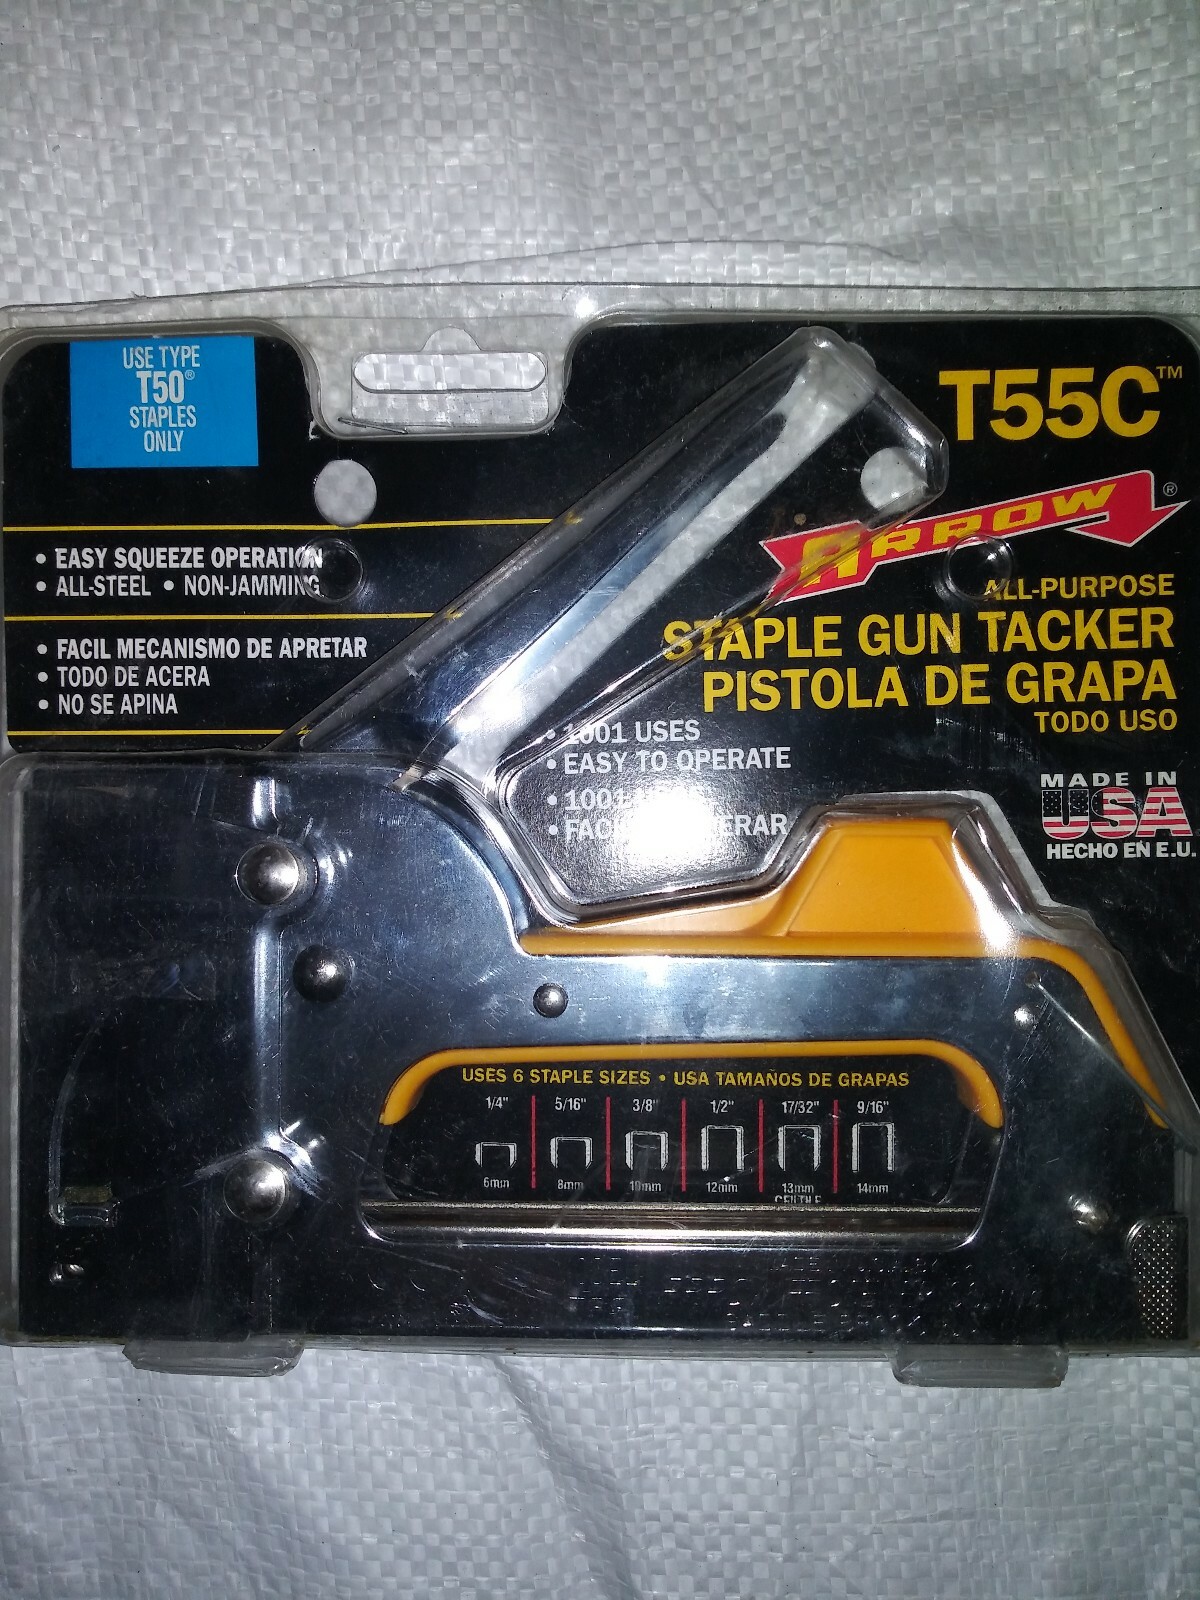 USE TYPE
T50®
STAPLES
ONLY
T55C™
ARROW®
ALL-PURPOSE
STAPLE GUN TACKER
PISTOLA DE GRAPA
TODO USO
• EASY SQUEEZE OPERATION
• ALL-STEEL • NON-JAMMING
• FACIL MECANISMO DE APRETAR
• TODO DE ACERA
• NO SE APINA
• 1001 USES
• EASY TO OPERATE
• 1001
MADE IN
USA
HECHO EN E.U.
USES 6 STAPLE SIZES • USA TAMAÑOS DE GRAPAS
1/4" 5/16" 3/8" 1/2" 17/32" 9/16"
6mm 8mm 10mm 12mm 13mm 14mm